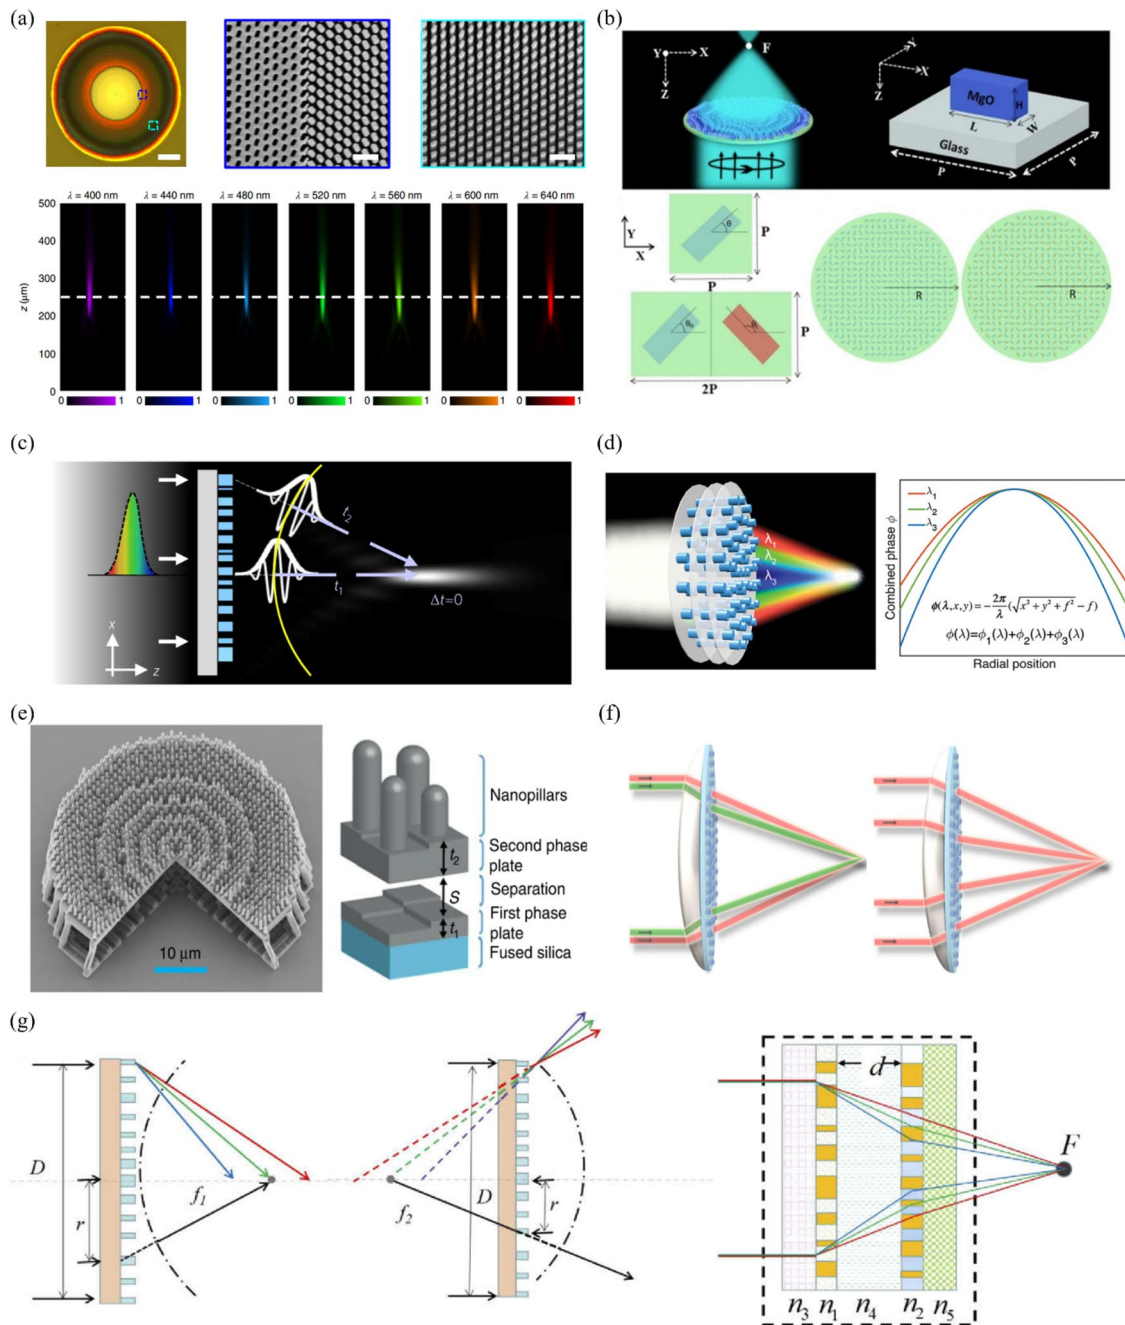 (a)
λ = 400 nm
λ = 440 nm
λ = 480 nm
λ = 520 nm
λ = 560 nm
λ = 600 nm
λ = 640 nm
500
400
300
200
100
0
z (μm)
0 1
0 1
0 1
0 1
0 1
0 1
0 1
(b)
Y X
Z
F
Y
X
Z
MgO
H
L
W
Glass
P
P
Y
X
θ
P
P
P
2P
R
R
(c)
x
z
t2
t1
Δt=0
(d)
λ1
λ2
λ3
λ1
λ2
λ3
Combined phase ϕ
ϕ(λ,x,y)=−2π/λ(√x²+y²+f²−f)
ϕ(λ)=ϕ1(λ)+ϕ2(λ)+ϕ3(λ)
Radial position
(e)
10 μm
Nanopillars
t2
Second phase
plate
S
Separation
t1
First phase
plate
Fused silica
(f)
(g)
D
r
f1
f2
D
r
d
F
n3 n1 n4 n2 n5